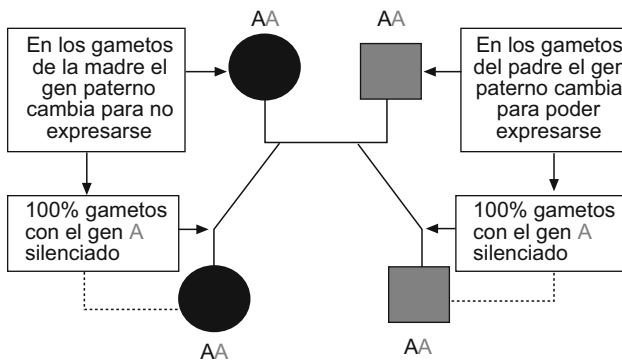 AA
AA
En los gametos
de la madre el
gen paterno
cambia para no
expresarse
En los gametos
del padre el gen
paterno cambia
para poder
expresarse
100% gametos
con el gen A
silenciado
100% gametos
con el gen A
silenciado
AA
AA